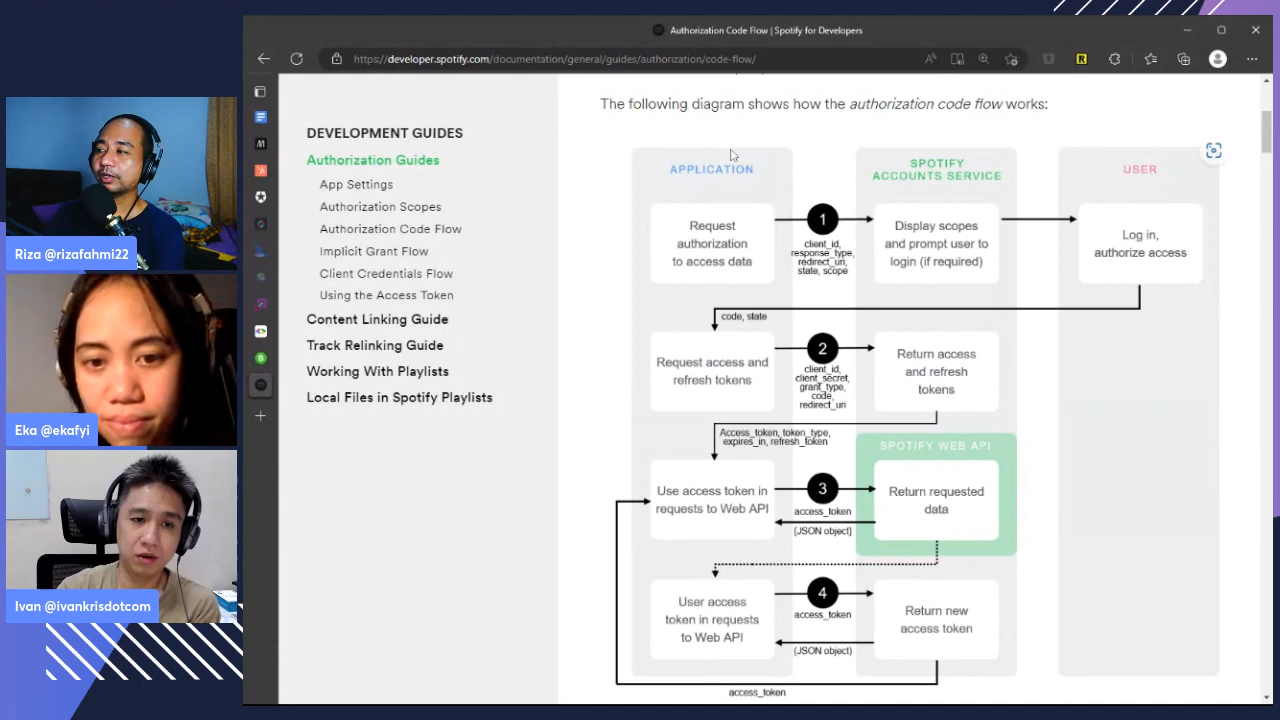 Authorization Code Flow | Spotify for Developers
https://developer.spotify.com/documentation/general/guides/authorization/code-flow/
The following diagram shows how the authorization code flow works:
DEVELOPMENT GUIDES
Authorization Guides
App Settings
Authorization Scopes
Authorization Code Flow
Implicit Grant Flow
Client Credentials Flow
Using the Access Token
Content Linking Guide
Track Relinking Guide
Working With Playlists
Local Files in Spotify Playlists
APPLICATION
SPOTIFY
ACCOUNTS SERVICE
USER
Request
authorization
to access data
1
client_id,
response_type,
redirect_uri,
state, scope
Display scopes
and prompt user to
login (if required)
Log in,
authorize access
code, state
Request access and
refresh tokens
2
client_id,
client_secret,
grant_type,
code,
redirect_uri
Return access
and refresh
tokens
Access_token, token_type,
expires_in, refresh_token
SPOTIFY WEB API
Use access token in
requests to Web API
3
access_token
(JSON object)
Return requested
data
User access
token in requests
to Web API
4
access_token
(JSON object)
Return new
access token
access_token
Riza @rizafahmi22
Eka @ekafyi
Ivan @ivankrisdotcom